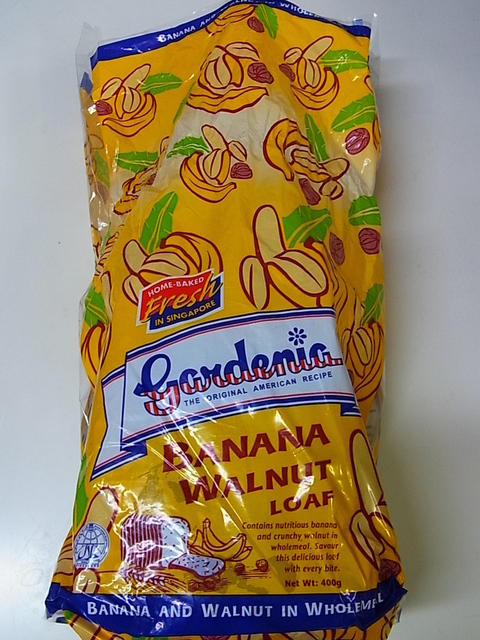 BANANA AND
IN WHOLEM
HOME-BAKED
Fresh
IN SINGAPORE
Gardenia
THE ORIGINAL AMERICAN RECIPE
BANANA
WALNUT
LOAF
Contains nutritious banana
and crunchy walnut in
wholemeal. Savour
this delicious loaf
with every bite.
Net Wt: 400g
BANANA AND WALNUT IN WHOLEMEAL